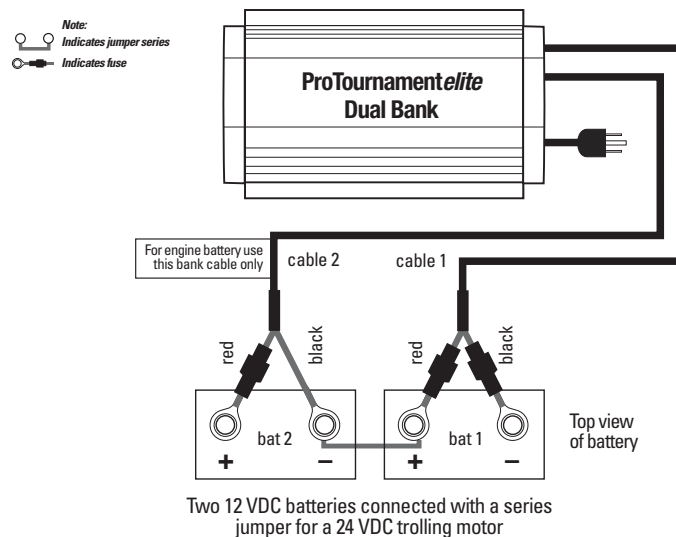 Note:
Indicates jumper series
Indicates fuse
ProTournamentelite
Dual Bank
For engine battery use
this bank cable only
cable 2
cable 1
red
black
red
black
bat 2
bat 1
+
–
+
–
Top view
of battery
Two 12 VDC batteries connected with a series
jumper for a 24 VDC trolling motor